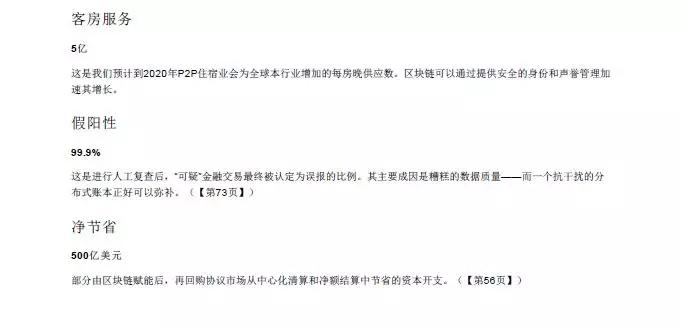 客房服务
5亿
这是我们预计到2020年P2P住宿业会为全球本行业增加的每房晚供应数。区块链可以通过提供安全的身份和声誉管理加
速其增长。
假阳性
99.9%
这是进行人工复查后，“可疑”金融交易最终被认定为误报的比例。其主要成因是糟糕的数据质量——而一个抗干扰的分
布式账本正好可以弥补。（【第73页】）
净节省
500亿美元
部分由区块链赋能后，再回购协议市场从中心化清算和净额结算中节省的资本开支。（【第56页】）